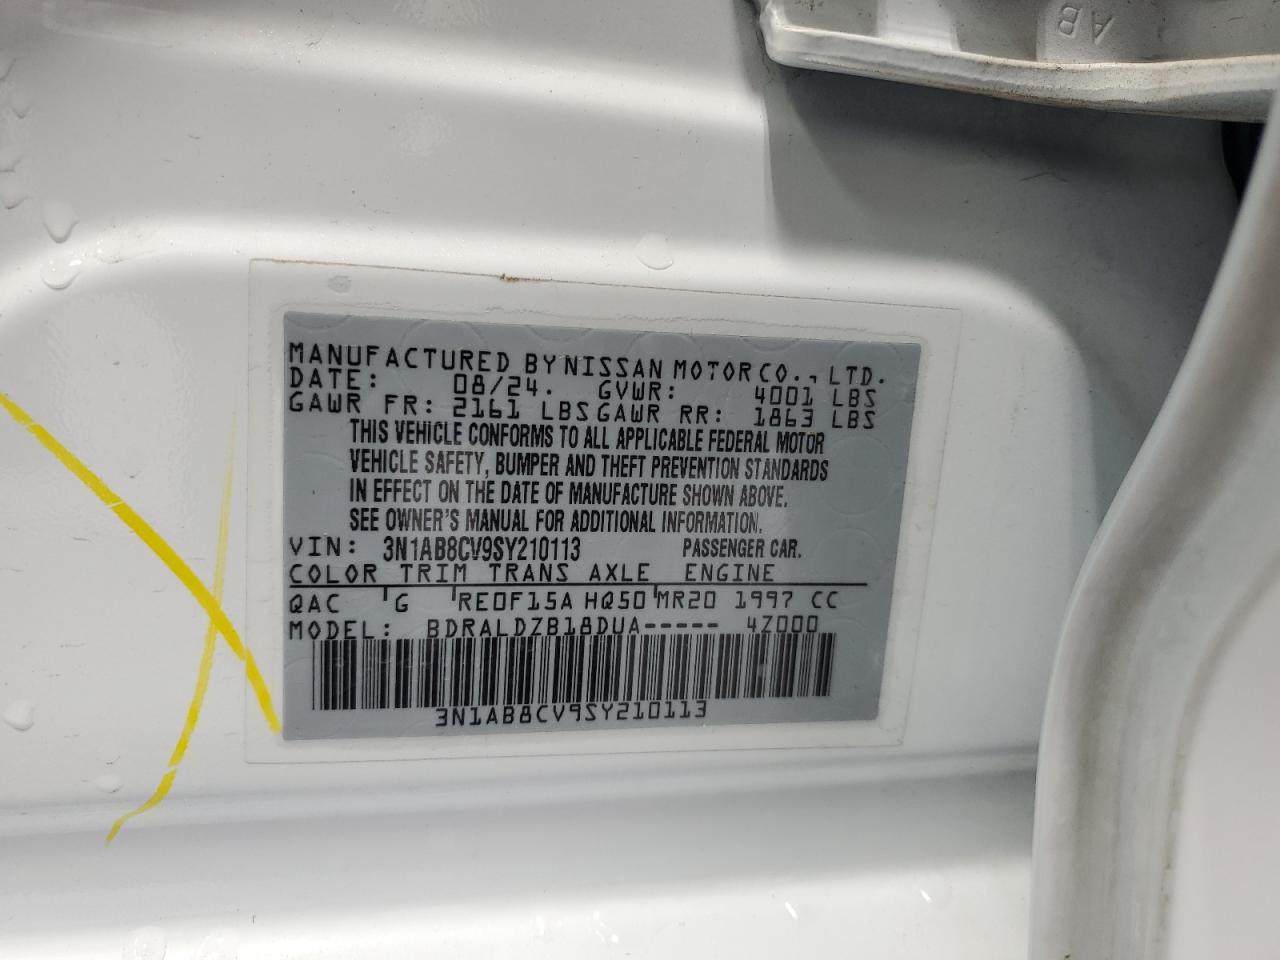 AB
MANUFACTURED BY NISSAN MOTOR CO., LTD.
DATE: 08/24. GVWR: 4001 LBS
GAWR FR: 2161 LBS GAWR RR: 1863 LBS
THIS VEHICLE CONFORMS TO ALL APPLICABLE FEDERAL MOTOR
VEHICLE SAFETY, BUMPER AND THEFT PREVENTION STANDARDS
IN EFFECT ON THE DATE OF MANUFACTURE SHOWN ABOVE.
SEE OWNER'S MANUAL FOR ADDITIONAL INFORMATION.
VIN: 3N1AB8CV9SY210113 PASSENGER CAR.
COLOR TRIM TRANS AXLE ENGINE
QAC G RE0F15A HQ50 MR20 1997 CC
MODEL: BDRALDZB18DUA----- 4Z000
3N1AB8CV9SY210113